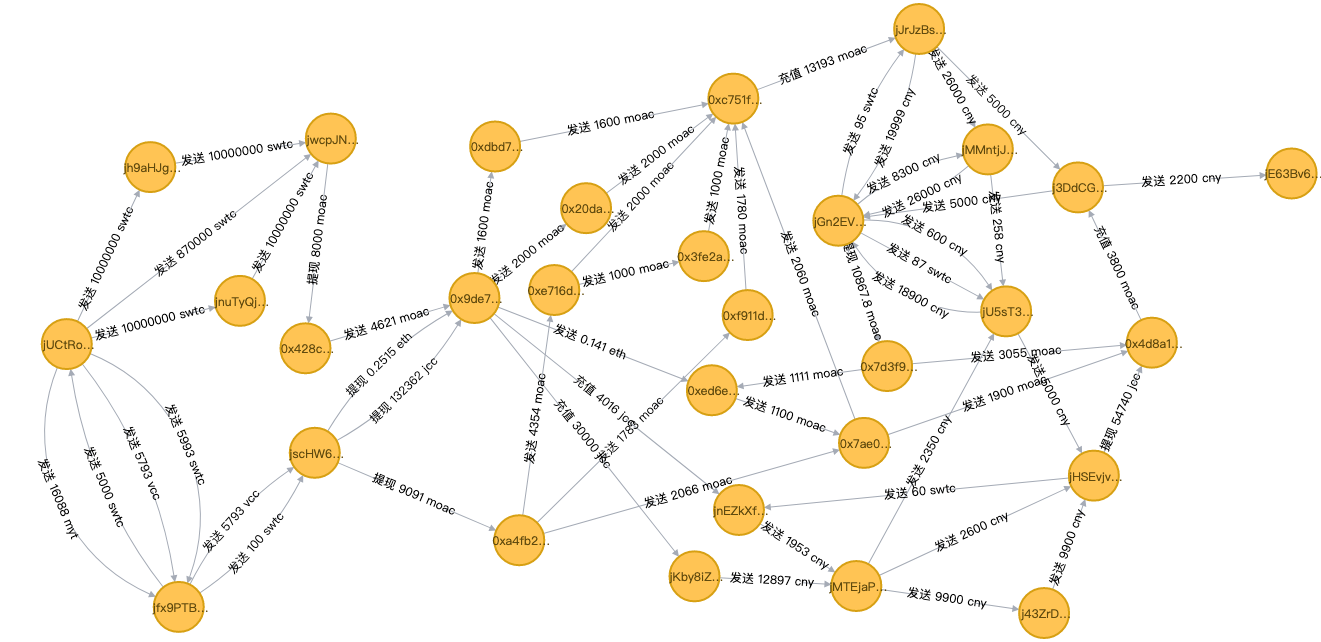 jJrJzBs...
充值 13193 moac
发送 26000 cny
发送 5000 cny
0xc751f...
发送 95 swtc
发送 19999 cny
发送 1600 moac
jwcpJN...
发送 10000000 swtc
jh9aHJg...
0xdbd7...
发送 2000 moac
发送 2000 moac
发送 1000 moac
发送 1780 moac
jMMntjJ...
发送 8300 cny
发送 26000 cny
j3DdCG...
发送 2200 cny
jE63Bv6...
发送 5000 cny
发送 258 cny
发送 10000000 swtc
发送 870000 swtc
发送 10000000 swtc
提现 8000 moac
发送 1600 moac
发送 2000 moac
0x20da...
jGn2EV...
发送 600 cny
发送 87 swtc
发送 18900 cny
充值 3800 moac
0x3fe2a...
发送 1000 moac
0xe716d...
0x9de7...
jnuTyQj...
发送 10000000 swtc
发送 2060 moac
提现 10867.8 moac
0xf911d...
jU5sT3...
jUCtRo...
0x428c...
发送 4621 moac
发送 0.141 eth
0x4d8a1...
发送 3055 moac
0x7d3f9...
发送 1111 moac
0xed6e...
提现 0.2515 eth
提现 132362 jcc
充值 4016 jcc
充值 30000 jcc
发送 1783 moac
发送 4354 moac
发送 1100 moac
发送 1900 moac
发送 5000 cny
提现 54740 jcc
0x7ae0...
发送 2350 cny
发送 5993 swtc
发送 5793 vcc
发送 5000 swtc
发送 16088 myt
jscHW6...
提现 9091 moac
发送 2066 moac
发送 60 swtc
jHSEvjv...
发送 5793 vcc
发送 100 swtc
jnEZkXf...
发送 1953 cny
发送 2600 cny
0xa4fb2...
发送 9900 cny
jKby8iZ...
发送 12897 cny
jMTEjaP...
发送 9900 cny
jfx9PTB...
j43ZrD...